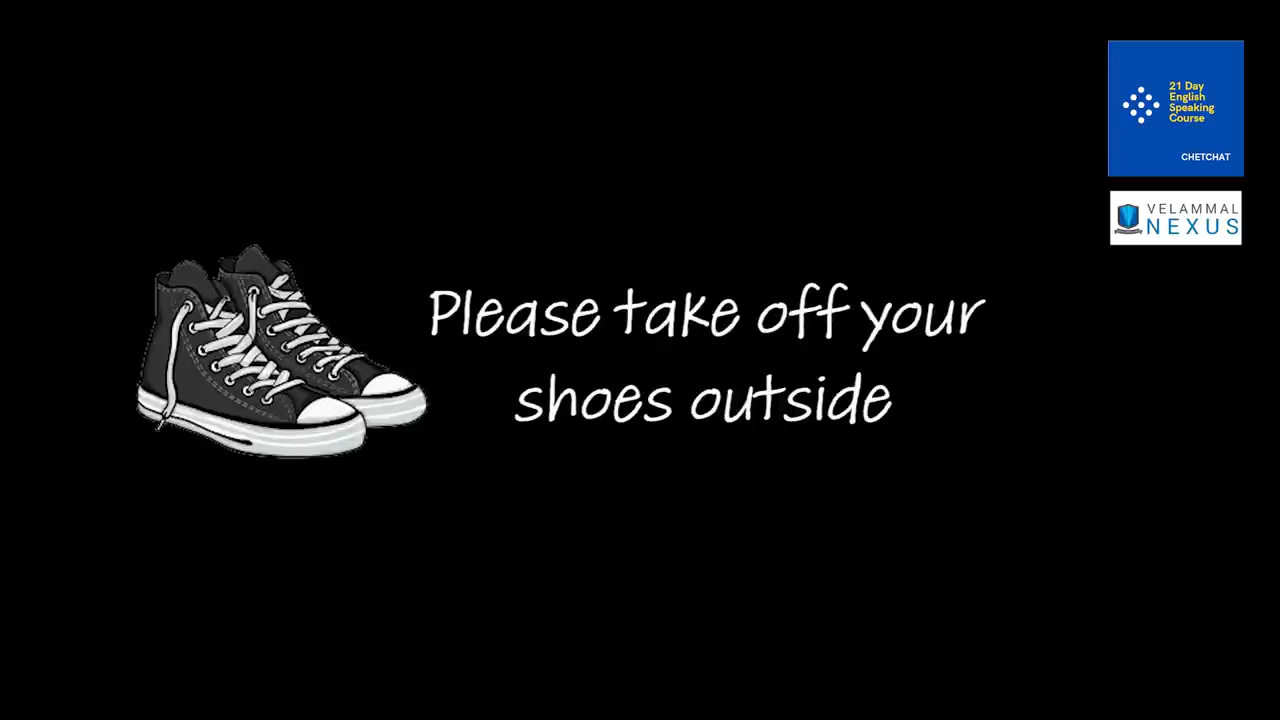 21 Day
English
Speaking
Course
CHETCHAT
VELAMMAL
NEXUS
Please take off your
shoes outside